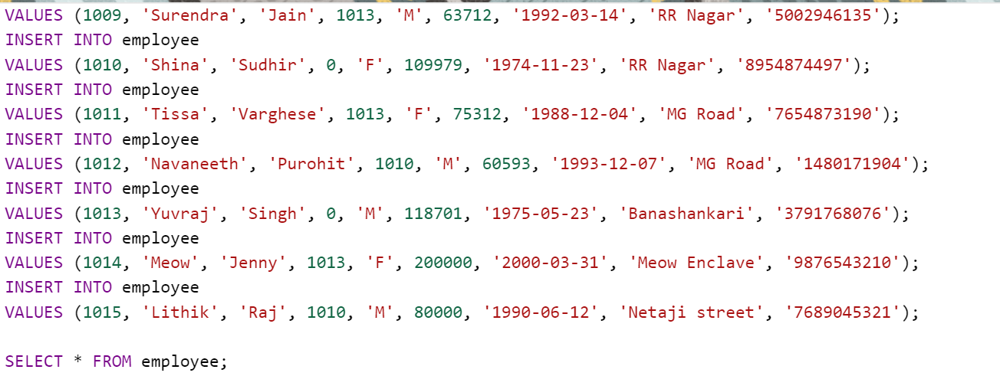 VALUES (1009, 'Surendra', 'Jain', 1013, 'M', 63712, '1992-03-14', 'RR Nagar', '5002946135');
INSERT INTO employee
VALUES (1010, 'Shina', 'Sudhir', 0, 'F', 109979, '1974-11-23', 'RR Nagar', '8954874497');
INSERT INTO employee
VALUES (1011, 'Tissa', 'Varghese', 1013, 'F', 75312, '1988-12-04', 'MG Road', '7654873190');
INSERT INTO employee
VALUES (1012, 'Navaneeth', 'Purohit', 1010, 'M', 60593, '1993-12-07', 'MG Road', '1480171904');
INSERT INTO employee
VALUES (1013, 'Yuvraj', 'Singh', 0, 'M', 118701, '1975-05-23', 'Banashankari', '3791768076');
INSERT INTO employee
VALUES (1014, 'Meow', 'Jenny', 1013, 'F', 200000, '2000-03-31', 'Meow Enclave', '9876543210');
INSERT INTO employee
VALUES (1015, 'Lithik', 'Raj', 1010, 'M', 80000, '1990-06-12', 'Netaji street', '7689045321');
SELECT * FROM employee;